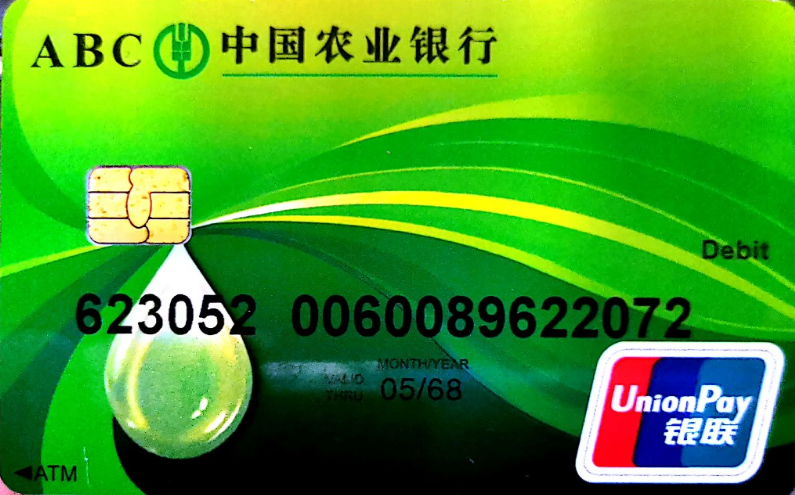 ABC 中国农业银行
Debit
623052 0060089622072
MONTH/YEAR
VALID THRU 05/68
UnionPay
银联
ATM